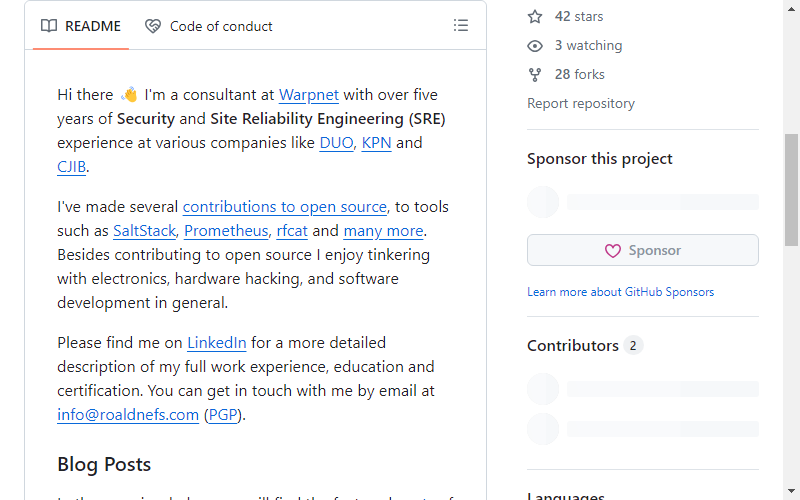 README
Code of conduct
Hi there 👋 I'm a consultant at Warpnet with over five
years of Security and Site Reliability Engineering (SRE)
experience at various companies like DUO, KPN and
CJIB.
I've made several contributions to open source, to tools
such as SaltStack, Prometheus, rfcat and many more.
Besides contributing to open source I enjoy tinkering
with electronics, hardware hacking, and software
development in general.
Please find me on LinkedIn for a more detailed
description of my full work experience, education and
certification. You can get in touch with me by email at
info@roaldnefs.com (PGP).
Blog Posts
42 stars
3 watching
28 forks
Report repository
Sponsor this project
Sponsor
Learn more about GitHub Sponsors
Contributors 2
Languages